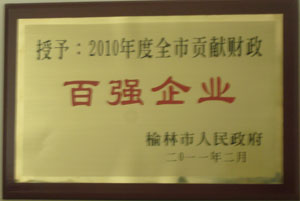 授予：2010年度全市贡献财政
百强企业
榆林市人民政府
二〇一一年二月